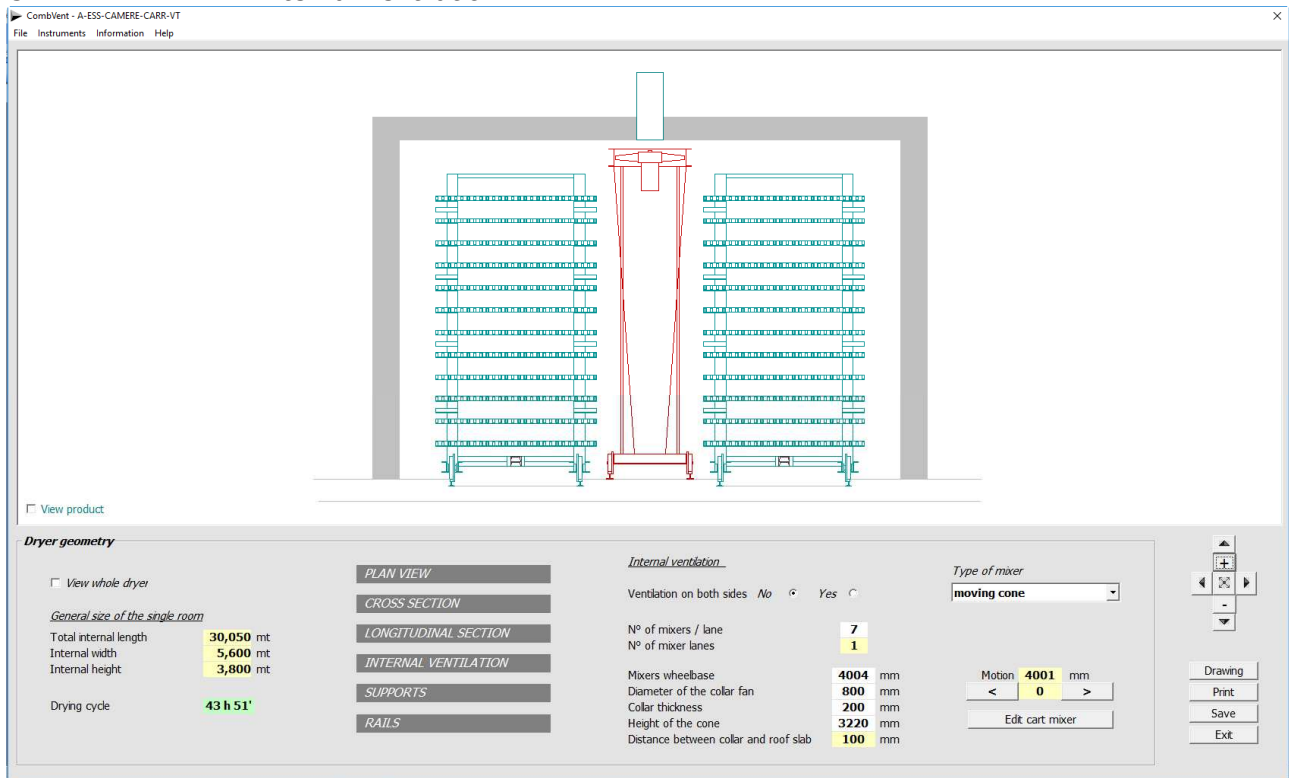 CombVent - A-ESS-CAMERE-CARR-VT
File Instruments Information Help
View product
Dryer geometry
View whole dryer
General size of the single room
Total internal length 30,050 mt
Internal width 5,600 mt
Internal height 3,800 mt
Drying cycle 43 h 51'
PLAN VIEW
CROSS SECTION
LONGITUDINAL SECTION
INTERNAL VENTILATION
SUPPORTS
RAILS
Internal ventilation
Ventilation on both sides No Yes
N° of mixers / lane 7
N° of mixer lanes 1
Mixers wheelbase 4004 mm
Diameter of the collar fan 800 mm
Collar thickness 200 mm
Height of the cone 3220 mm
Distance between collar and roof slab 100 mm
Type of mixer
moving cone
Motion 4001 mm
< 0 >
Edit cart mixer
+
-
Drawing
Print
Save
Exit